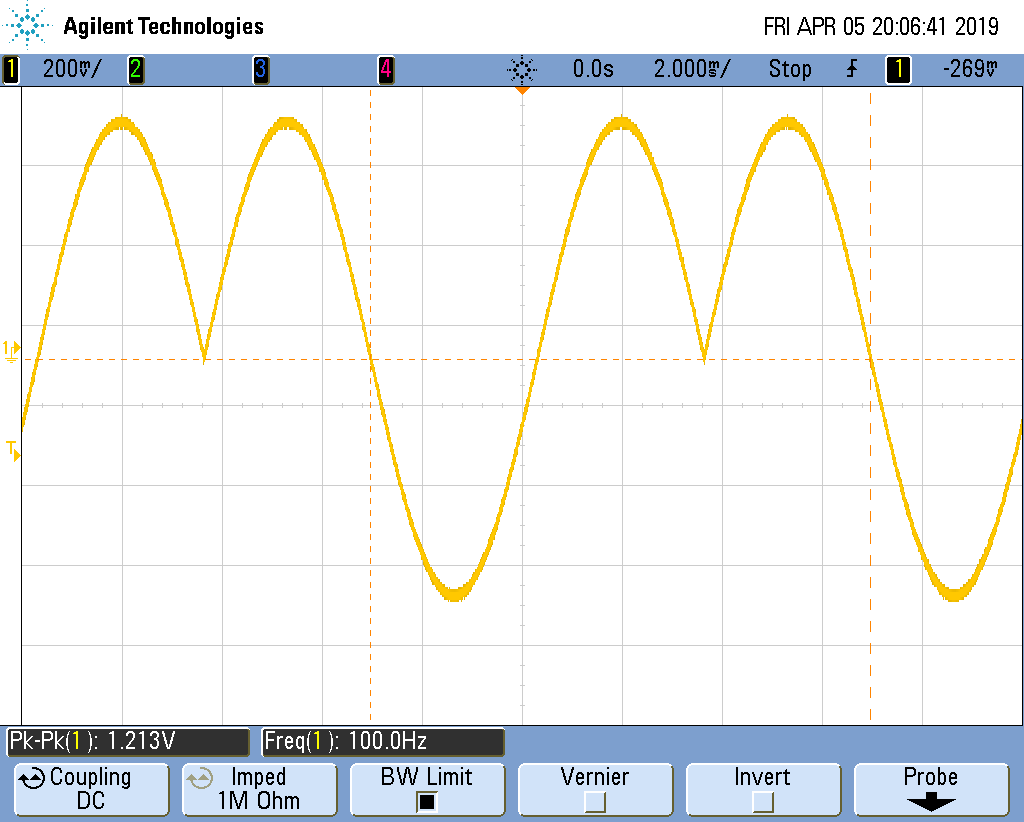 Agilent Technologies FRI APR 05 20:06:41 2019
1 200mV/ 2 3 4 0.0s 2.000ms/ Stop 1 -269mV
1
T
Pk-Pk(1): 1.213V Freq(1): 100.0Hz
Coupling Imped BW Limit Vernier Invert Probe
DC 1M Ohm